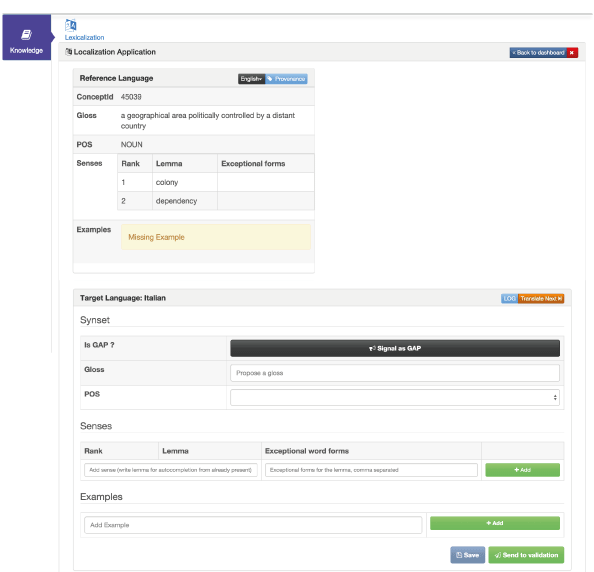 Knowledge
Lexicalization
Localization Application
« Back to dashboard ×
Reference Language English Provenance
ConceptId 45039
Gloss a geographical area politically controlled by a distant
country
POS NOUN
Senses Rank Lemma Exceptional forms
1 colony
2 dependency
Examples Missing Example
Target Language: Italian LOG Translate Next
Synset
Is GAP ? Signal as GAP
Gloss Propose a gloss
POS
Senses
Rank Lemma Exceptional word forms
Add sense (write lemma for autocompletion from already present) Exceptional forms for the lemma, comma separated + Add
Examples
Add Example + Add
Save Send to validation